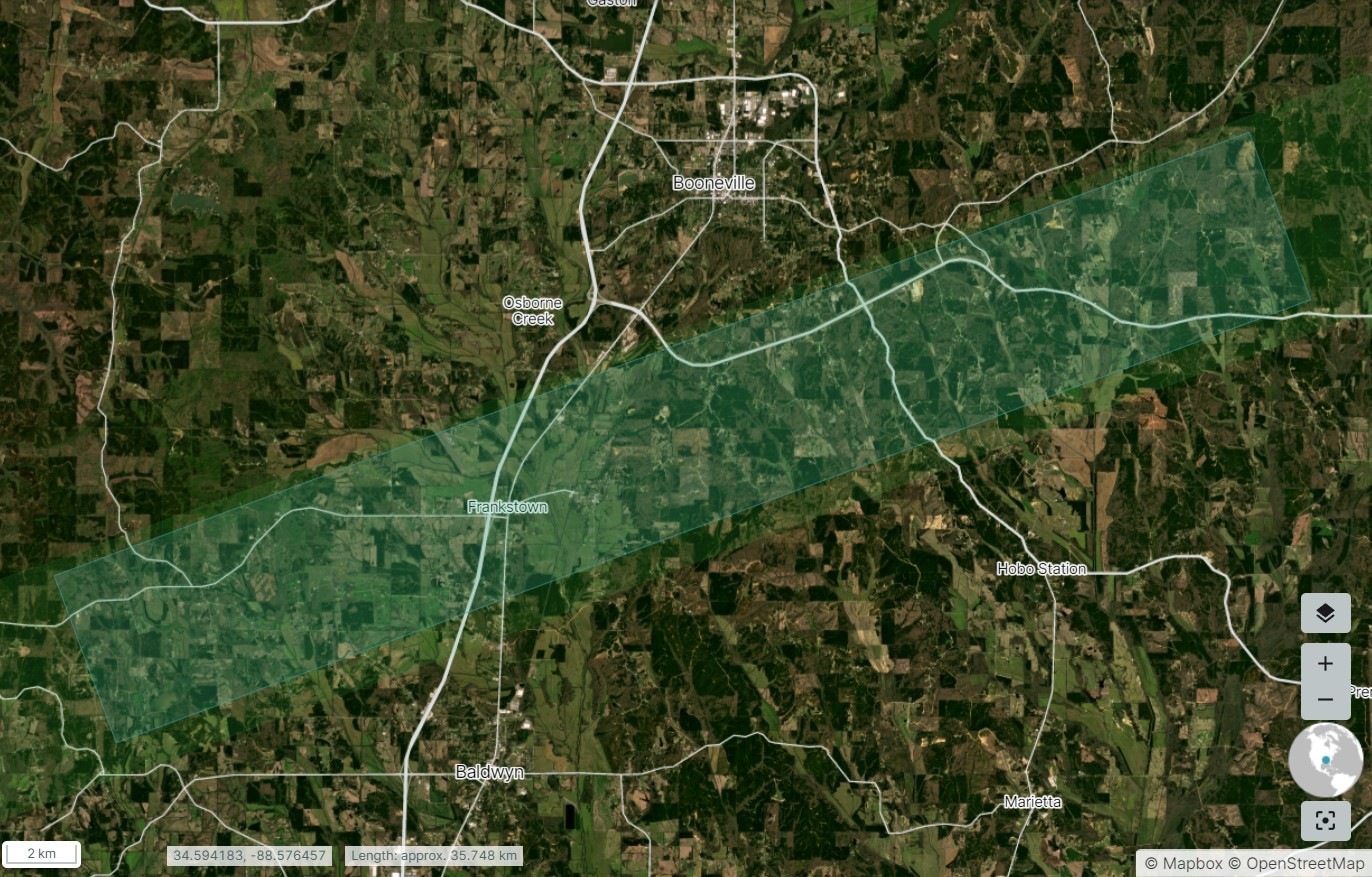 Gaston
Booneville
Osborne
Creek
Frankstown
Hobo Station
Baldwyn
Marietta
+
−
2 km
34.594183, -88.576457
Length: approx. 35.748 km
© Mapbox © OpenStreetMap